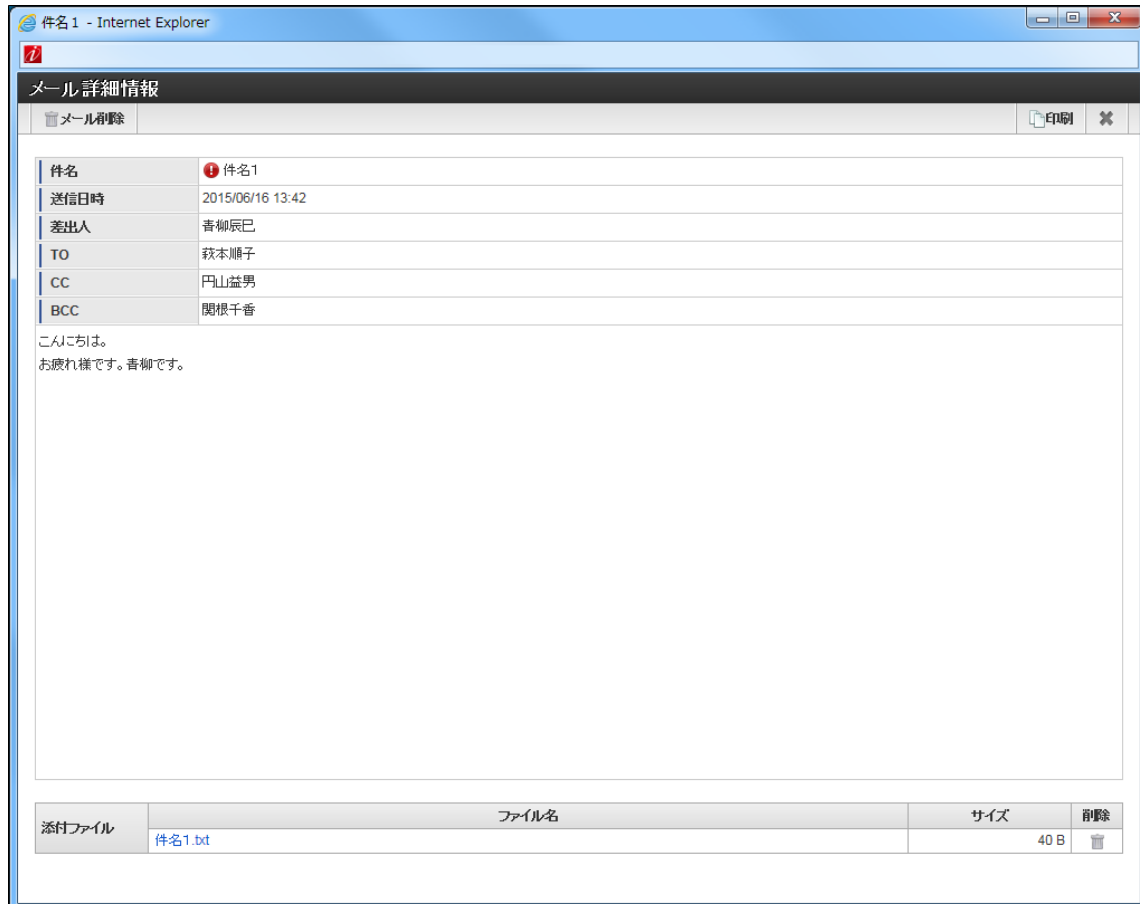 件名１ - Internet Explorer
メール詳細情報
メール削除 印刷
件名 件名1
送信日時 2015/06/16 13:42
差出人 青柳辰巳
TO 萩本順子
CC 円山益男
BCC 関根千香
こんにちは。
お疲れ様です。青柳です。
添付ファイル ファイル名 サイズ 削除
件名1.txt 40 B